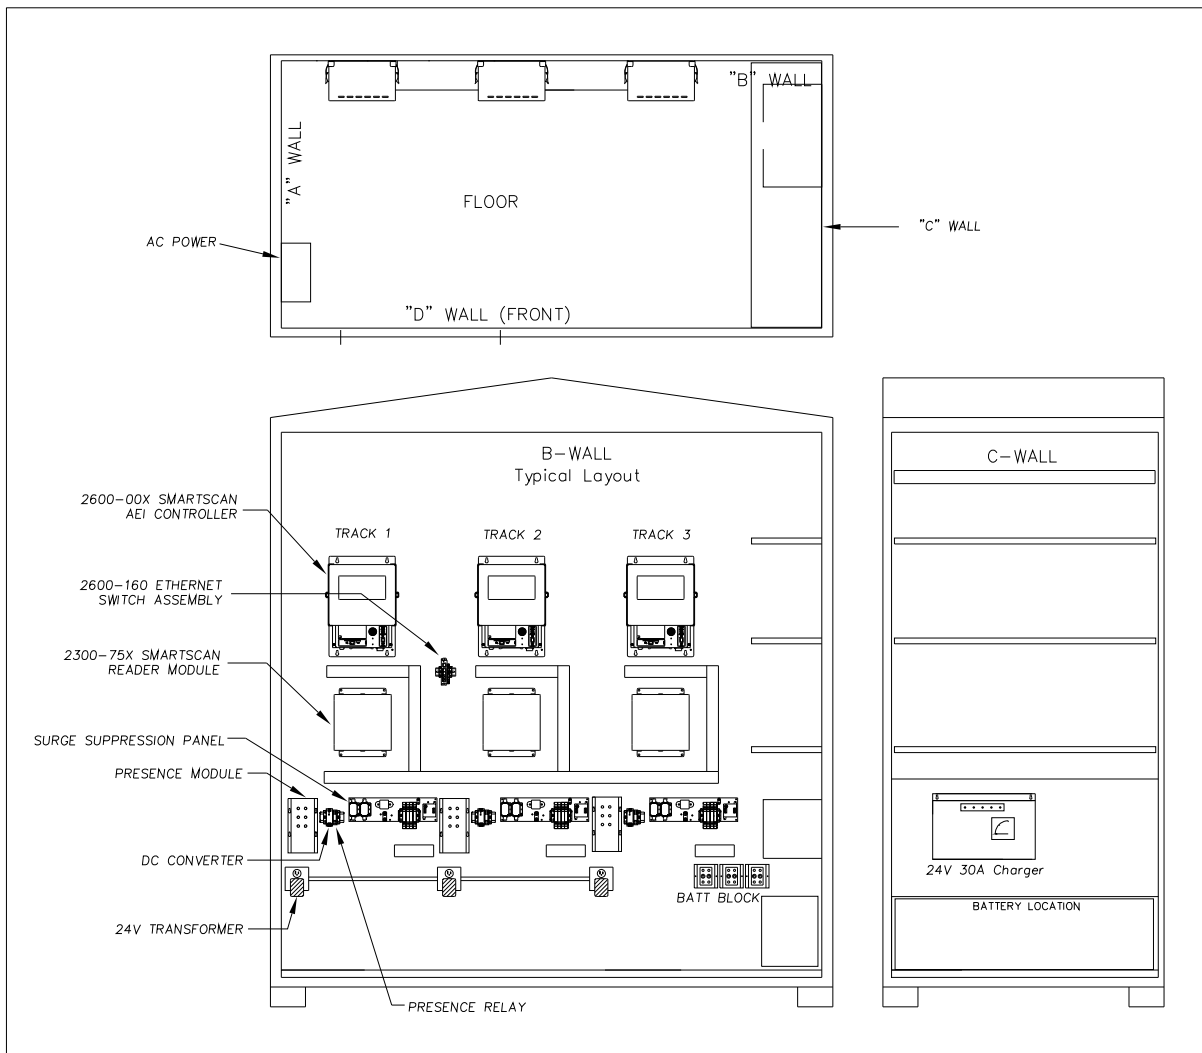 "B" WALL
"A" WALL
FLOOR
AC POWER
"C" WALL
"D" WALL (FRONT)
B-WALL
Typical Layout
C-WALL
2600-00X SMARTSCAN
AEI CONTROLLER
TRACK 1
TRACK 2
TRACK 3
2600-160 ETHERNET
SWITCH ASSEMBLY
2300-75X SMARTSCAN
READER MODULE
SURGE SUPPRESSION PANEL
PRESENCE MODULE
DC CONVERTER
24V 30A Charger
BATT BLOCK
BATTERY LOCATION
24V TRANSFORMER
PRESENCE RELAY